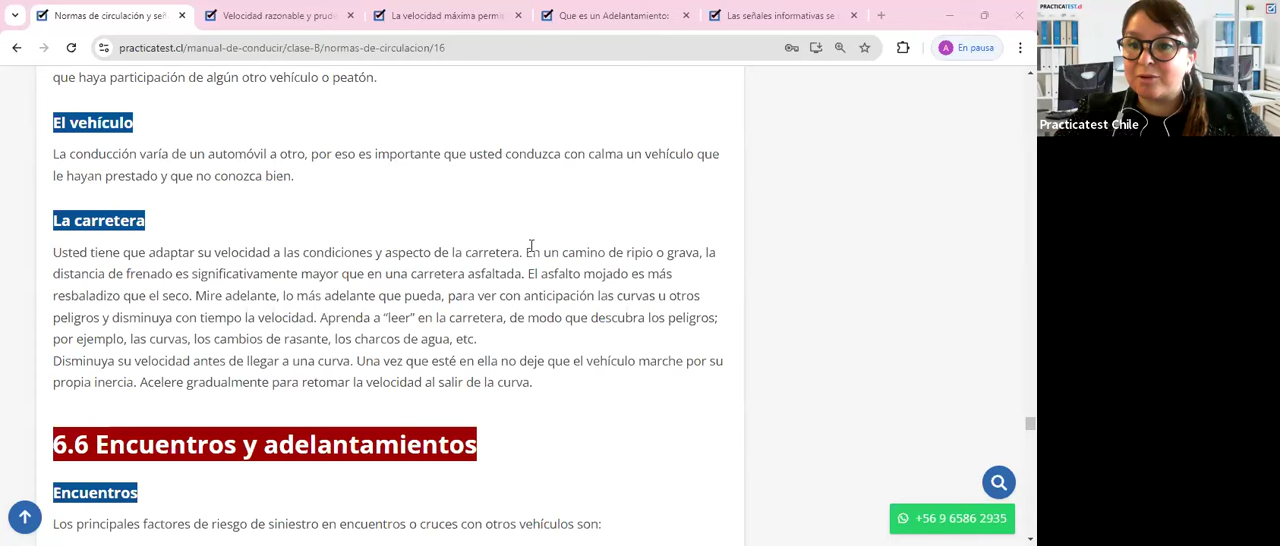 Normas de circulación y señ
Velocidad razonable y prude
La velocidad máxima permi
Que es un Adelantamiento:
Las señales informativas se
practicatest.cl/manual-de-conducir/clase-B/normas-de-circulacion/16
A
En pausa
PRACTICATEST.cl
Practicatest Chile
que haya participación de algún otro vehículo o peatón.
El vehículo
La conducción varía de un automóvil a otro, por eso es importante que usted conduzca con calma un vehículo que
le hayan prestado y que no conozca bien.
La carretera
Usted tiene que adaptar su velocidad a las condiciones y aspecto de la carretera. En un camino de ripio o grava, la
distancia de frenado es significativamente mayor que en una carretera asfaltada. El asfalto mojado es más
resbaladizo que el seco. Mire adelante, lo más adelante que pueda, para ver con anticipación las curvas u otros
peligros y disminuya con tiempo la velocidad. Aprenda a “leer” en la carretera, de modo que descubra los peligros;
por ejemplo, las curvas, los cambios de rasante, los charcos de agua, etc.
Disminuya su velocidad antes de llegar a una curva. Una vez que esté en ella no deje que el vehículo marche por su
propia inercia. Acelere gradualmente para retomar la velocidad al salir de la curva.
6.6 Encuentros y adelantamientos
Encuentros
Los principales factores de riesgo de siniestro en encuentros o cruces con otros vehículos son:
+56 9 6586 2935